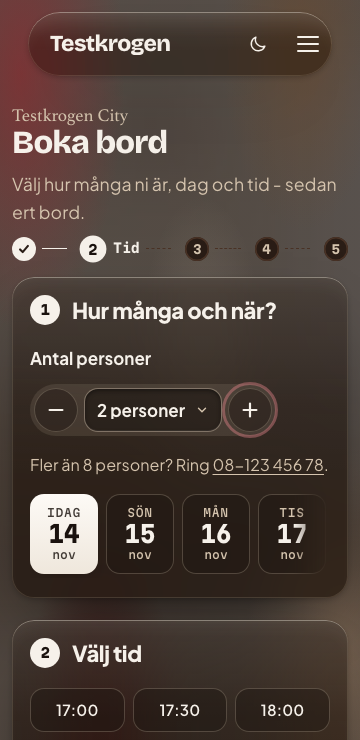 Testkrogen
Testkrogen City
Boka bord
Välj hur många ni är, dag och tid - sedan
ert bord.
2 Tid 3 4 5
1 Hur många och när?
Antal personer
2 personer
Fler än 8 personer? Ring 08-123 456 78.
IDAG SÖN MÅN TIS
14 15 16 17
nov nov nov nov
2 Välj tid
17:00 17:30 18:00